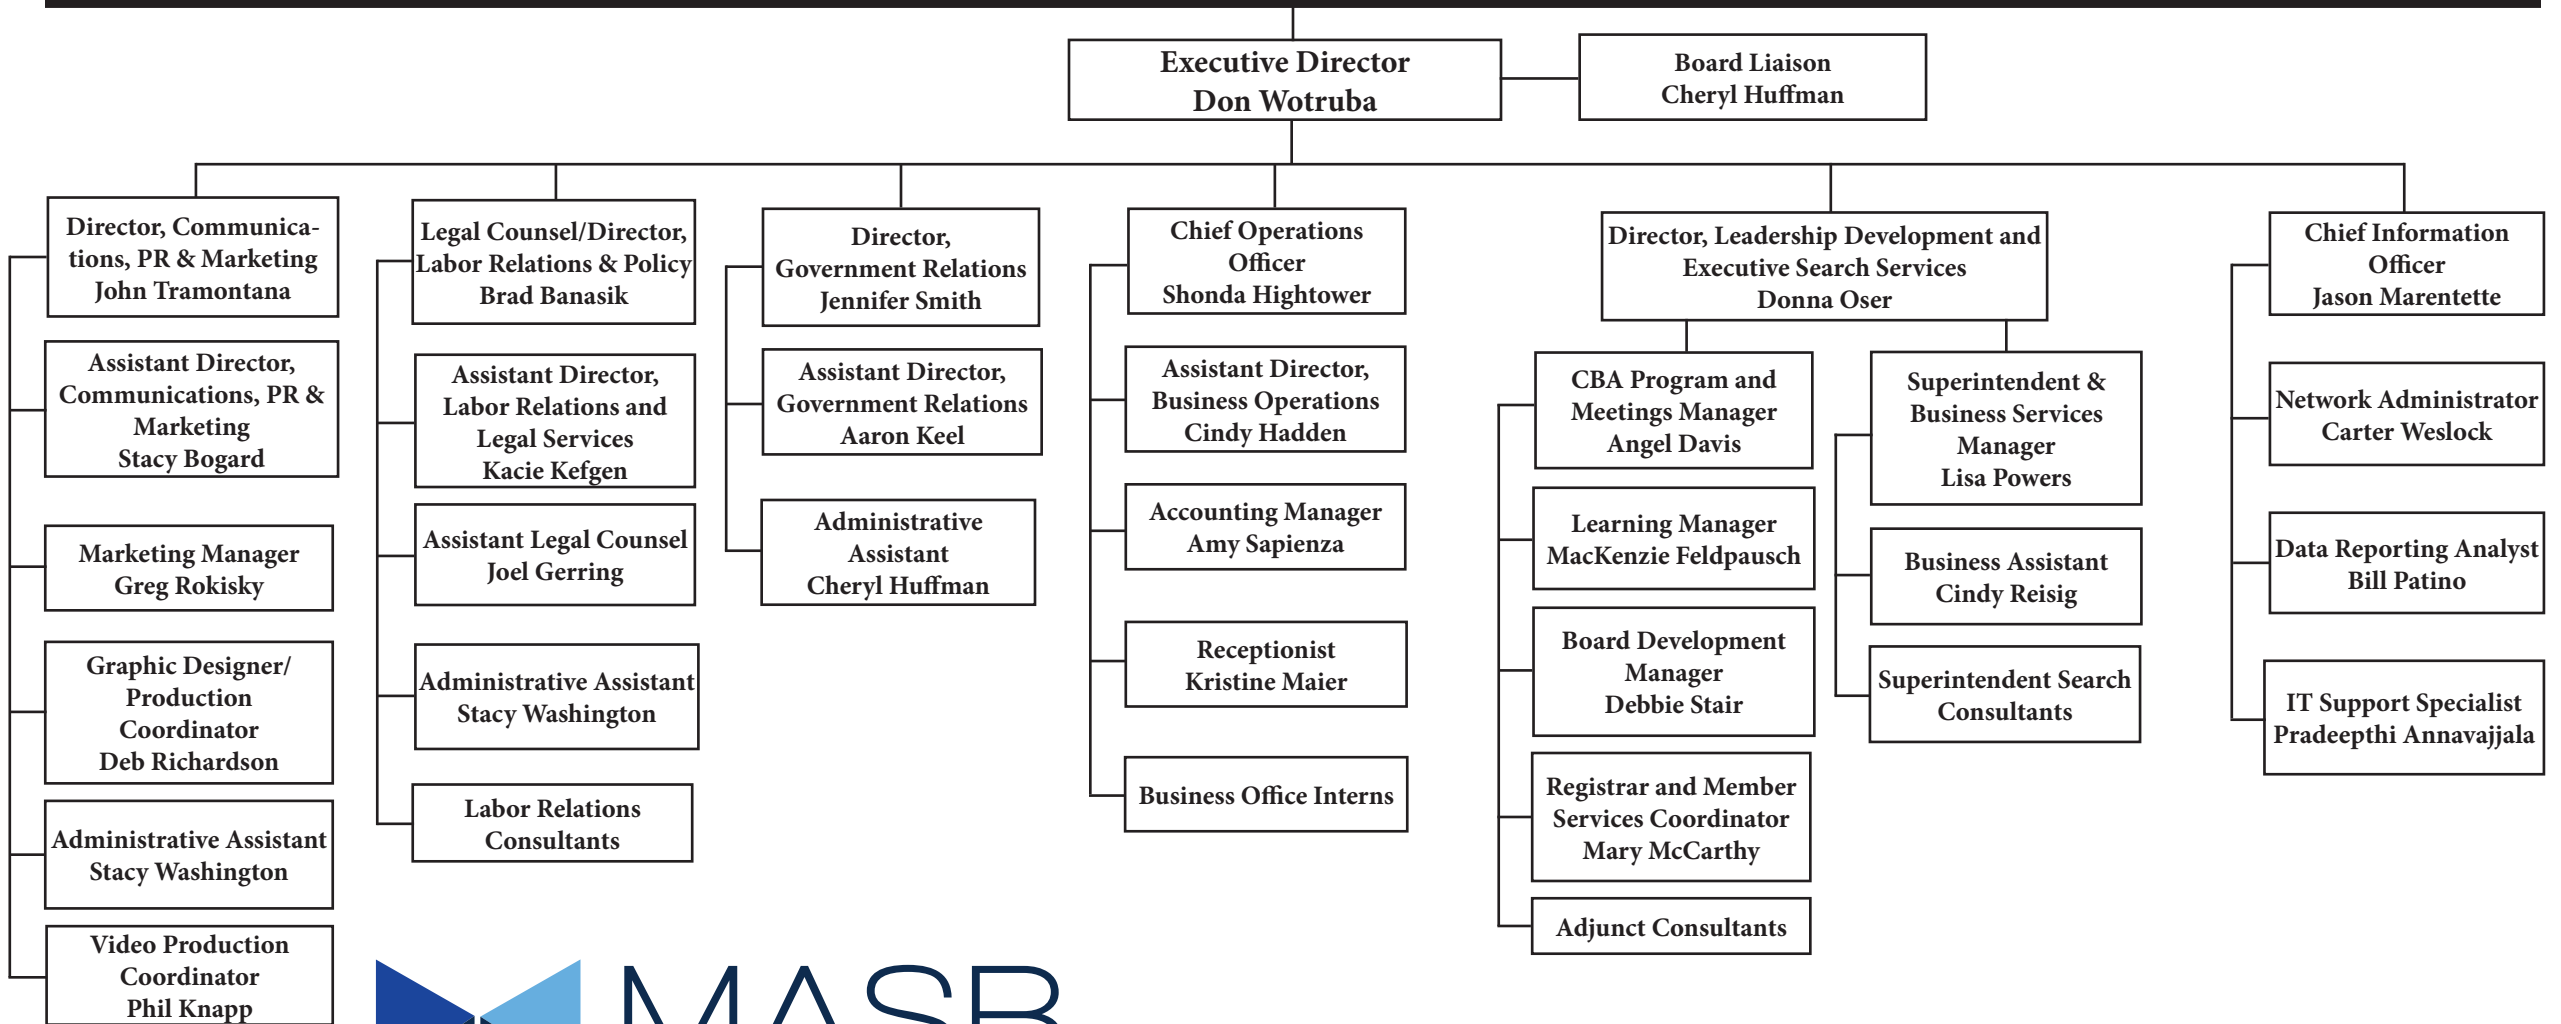 Executive Director
Don Wotruba
Board Liaison
Cheryl Huffman
Director, Communica-
tions, PR & Marketing
John Tramontana
Assistant Director,
Communications, PR &
Marketing
Stacy Bogard
Marketing Manager
Greg Rokisky
Graphic Designer/
Production
Coordinator
Deb Richardson
Administrative Assistant
Stacy Washington
Video Production
Coordinator
Phil Knapp
Legal Counsel/Director,
Labor Relations & Policy
Brad Banasik
Assistant Director,
Labor Relations and
Legal Services
Kacie Kefgen
Assistant Legal Counsel
Joel Gerring
Administrative Assistant
Stacy Washington
Labor Relations
Consultants
Director,
Government Relations
Jennifer Smith
Assistant Director,
Government Relations
Aaron Keel
Administrative
Assistant
Cheryl Huffman
Chief Operations
Officer
Shonda Hightower
Assistant Director,
Business Operations
Cindy Hadden
Accounting Manager
Amy Sapienza
Receptionist
Kristine Maier
Business Office Interns
Director, Leadership Development and
Executive Search Services
Donna Oser
CBA Program and
Meetings Manager
Angel Davis
Learning Manager
MacKenzie Feldpausch
Board Development
Manager
Debbie Stair
Registrar and Member
Services Coordinator
Mary McCarthy
Adjunct Consultants
Superintendent &
Business Services
Manager
Lisa Powers
Business Assistant
Cindy Reisig
Superintendent Search
Consultants
Chief Information
Officer
Jason Marentette
Network Administrator
Carter Weslock
Data Reporting Analyst
Bill Patino
IT Support Specialist
Pradeepthi Annavajjala
MASB